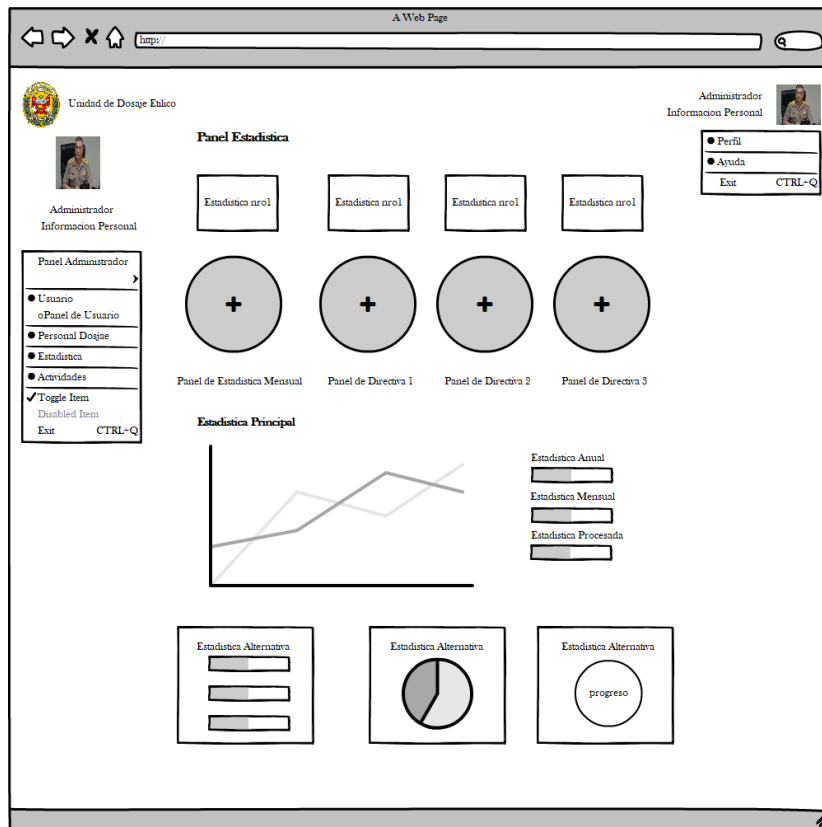 A Web Page
http://
Unidad de Dosaje Etilico
Administrador
Informacion Personal
Perfil
Ayuda
Exit CTRL+Q
Administrador
Informacion Personal
Panel Administrador
Usuario
oPanel de Usuario
Personal Dosjae
Estadistica
Actividades
Toggle Item
Disabled Item
Exit CTRL+Q
Panel Estadistica
Estadistica nro1
Estadistica nro1
Estadistica nro1
Estadistica nro1
Panel de Estadistica Mensual
Panel de Directiva 1
Panel de Directiva 2
Panel de Directiva 3
Estadistica Principal
Estadistica Anual
Estadistica Mensual
Estadistica Procesada
Estadistica Alternativa
Estadistica Alternativa
Estadistica Alternativa
progreso